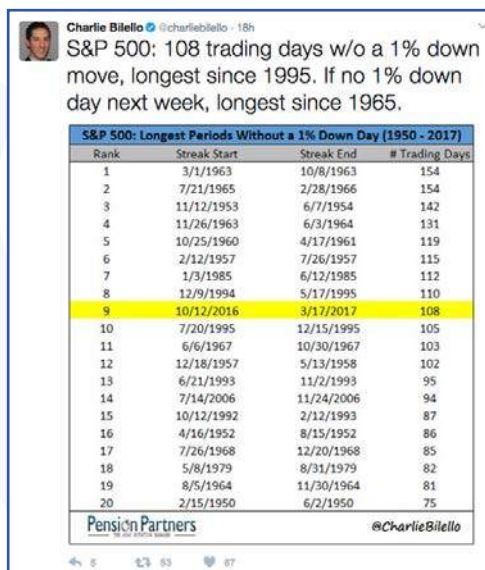 Charlie Bilello @charliebilello · 18h
S&P 500: 108 trading days w/o a 1% down
move, longest since 1995. If no 1% down
day next week, longest since 1965.
S&P 500: Longest Periods Without a 1% Down Day (1950 - 2017)
Rank Streak Start Streak End # Trading Days
1 3/1/1963 10/8/1963 154
2 7/21/1965 2/28/1966 154
3 11/12/1953 6/7/1954 142
4 11/26/1963 6/3/1964 131
5 10/25/1960 4/17/1961 119
6 2/12/1957 7/26/1957 115
7 1/3/1985 6/12/1985 112
8 12/9/1994 5/17/1995 110
9 10/12/2016 3/17/2017 108
10 7/20/1995 12/15/1995 105
11 6/6/1967 10/30/1967 103
12 12/18/1957 5/13/1958 102
13 6/21/1993 11/2/1993 95
14 7/14/2006 11/24/2006 94
15 10/12/1992 2/12/1993 87
16 4/16/1952 8/15/1952 86
17 7/26/1968 12/20/1968 85
18 5/8/1979 8/31/1979 82
19 8/5/1964 11/30/1964 81
20 2/15/1950 6/2/1950 75
Pension Partners @CharlieBilello
53 67